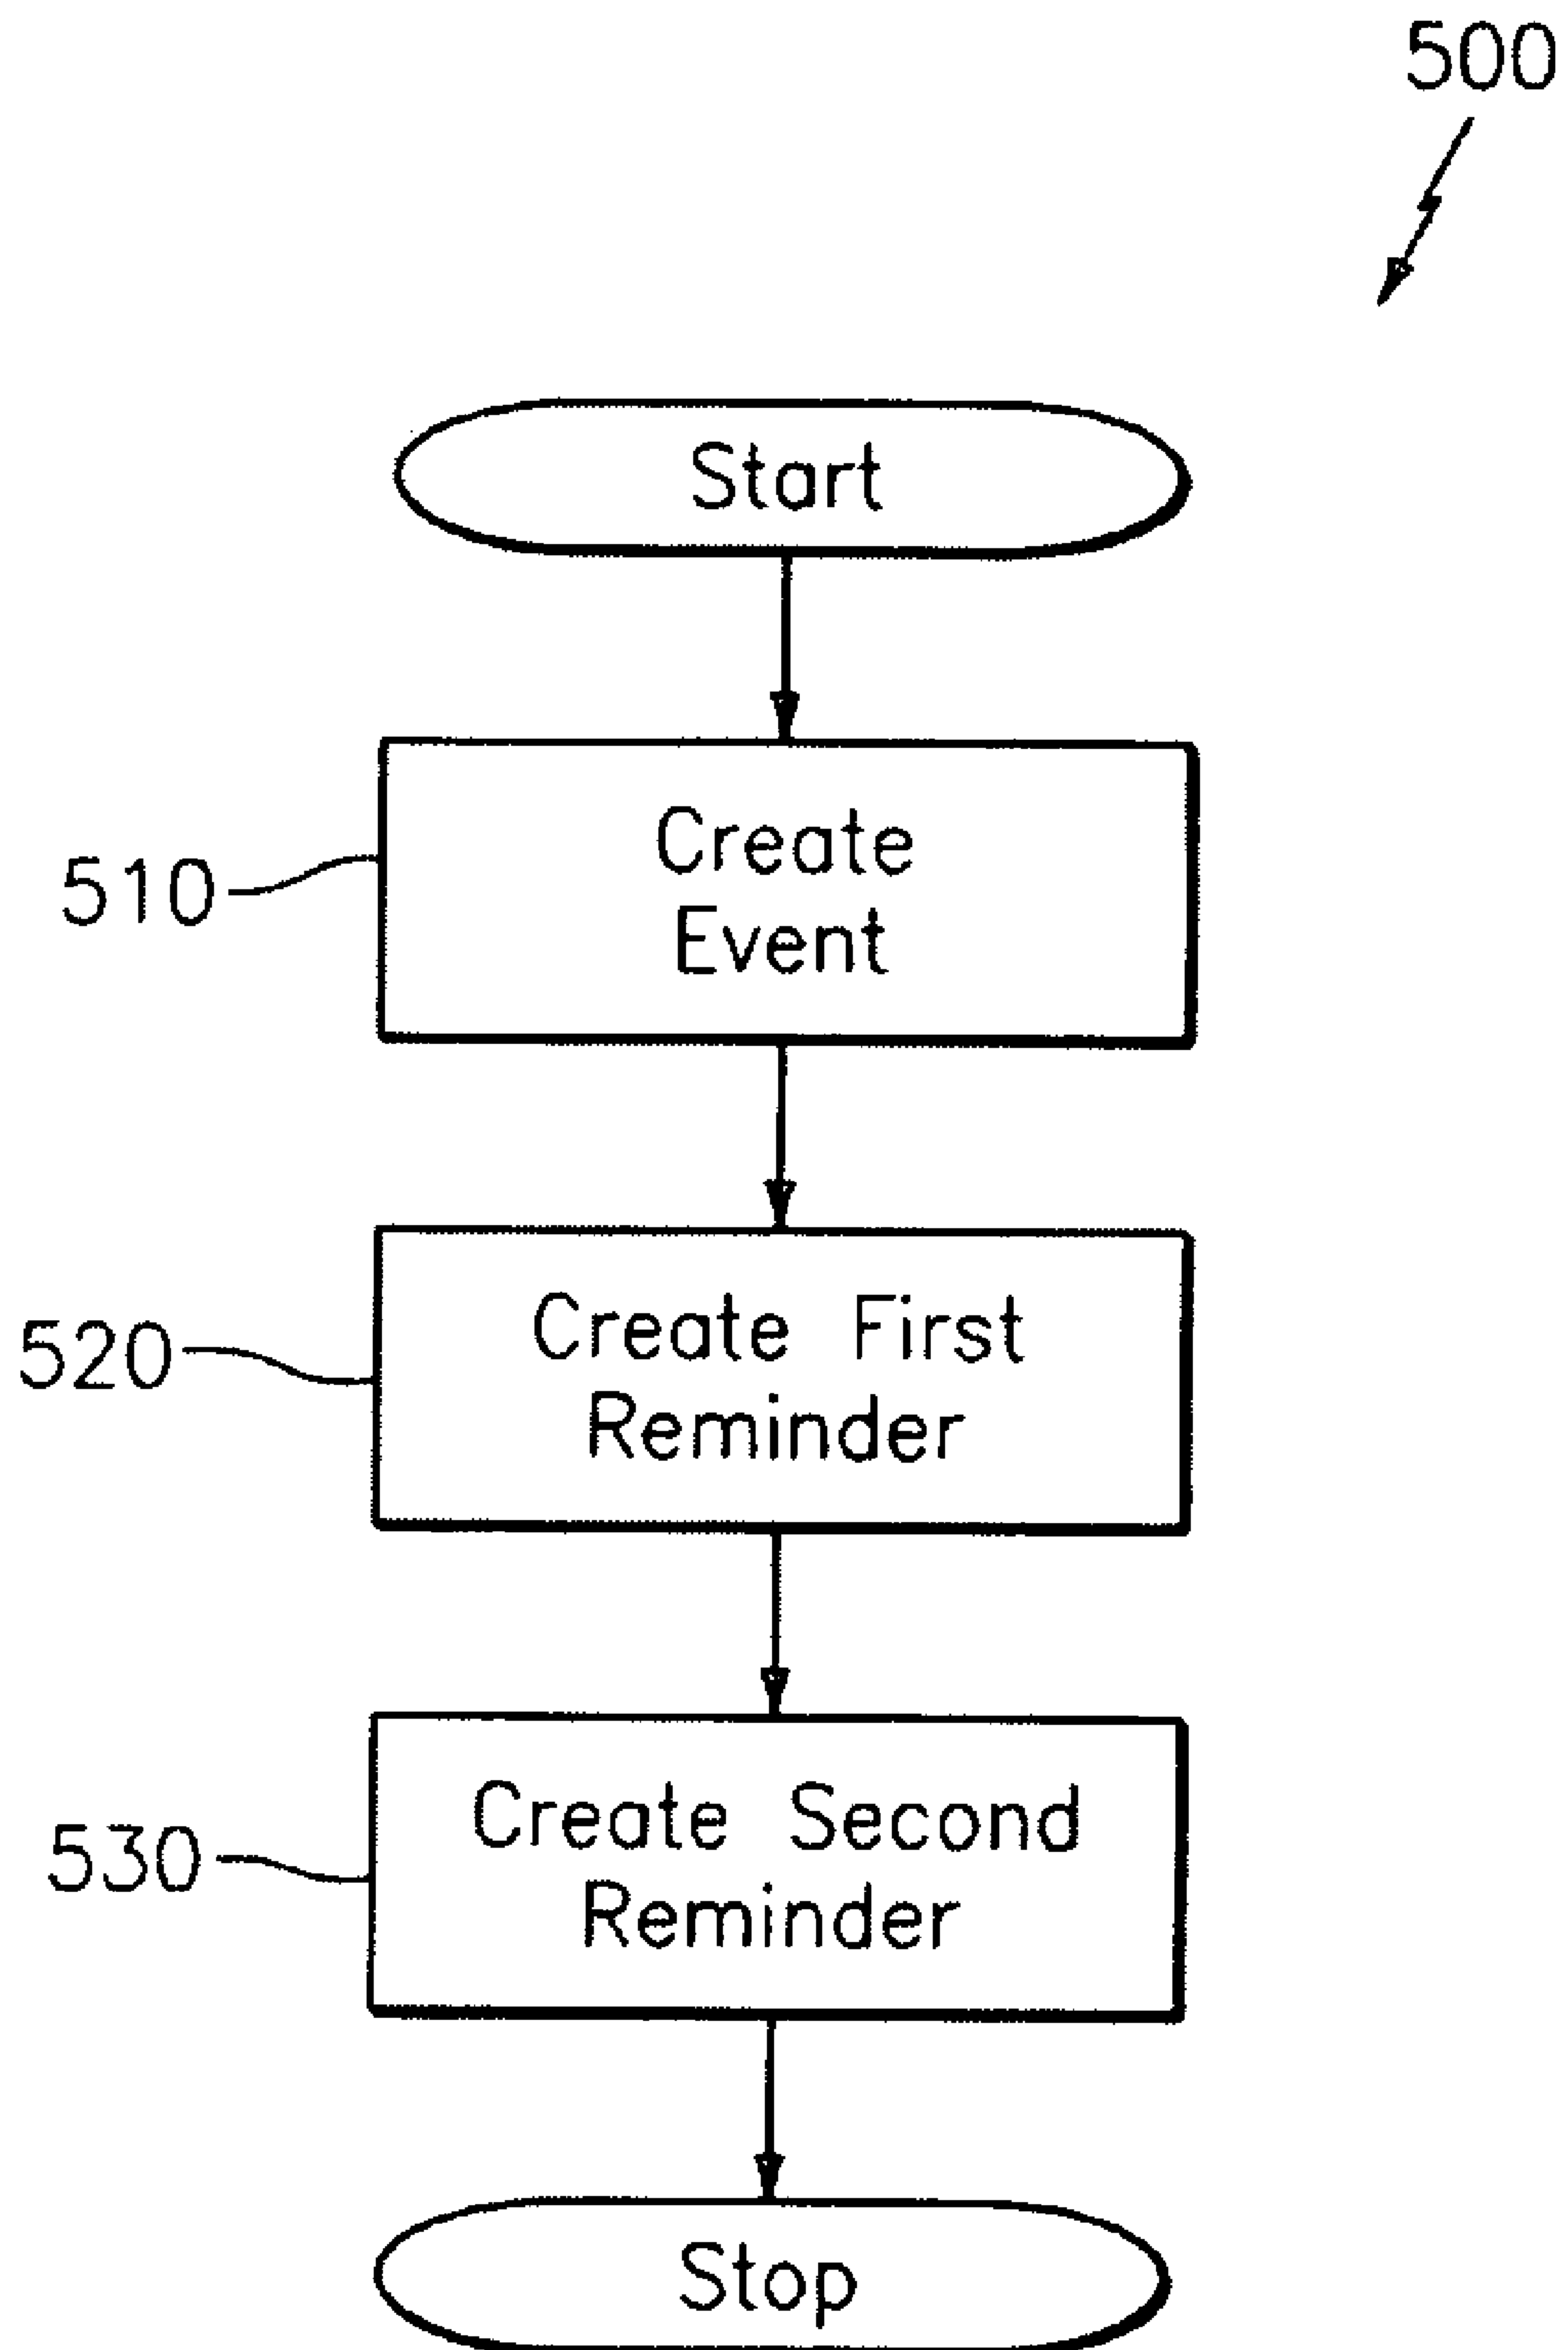 500
Start
510
Create
Event
520
Create First
Reminder
530
Create Second
Reminder
Stop